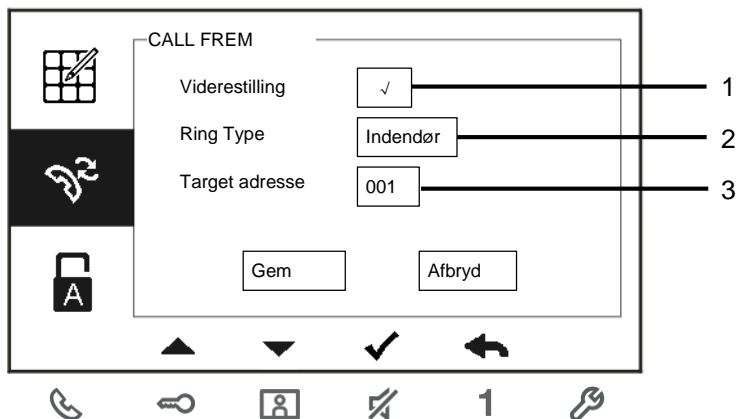 CALL FREM
Viderestilling √ 1
Ring Type Indendør 2
Target adresse 001 3
Gem Afbryd
A
1